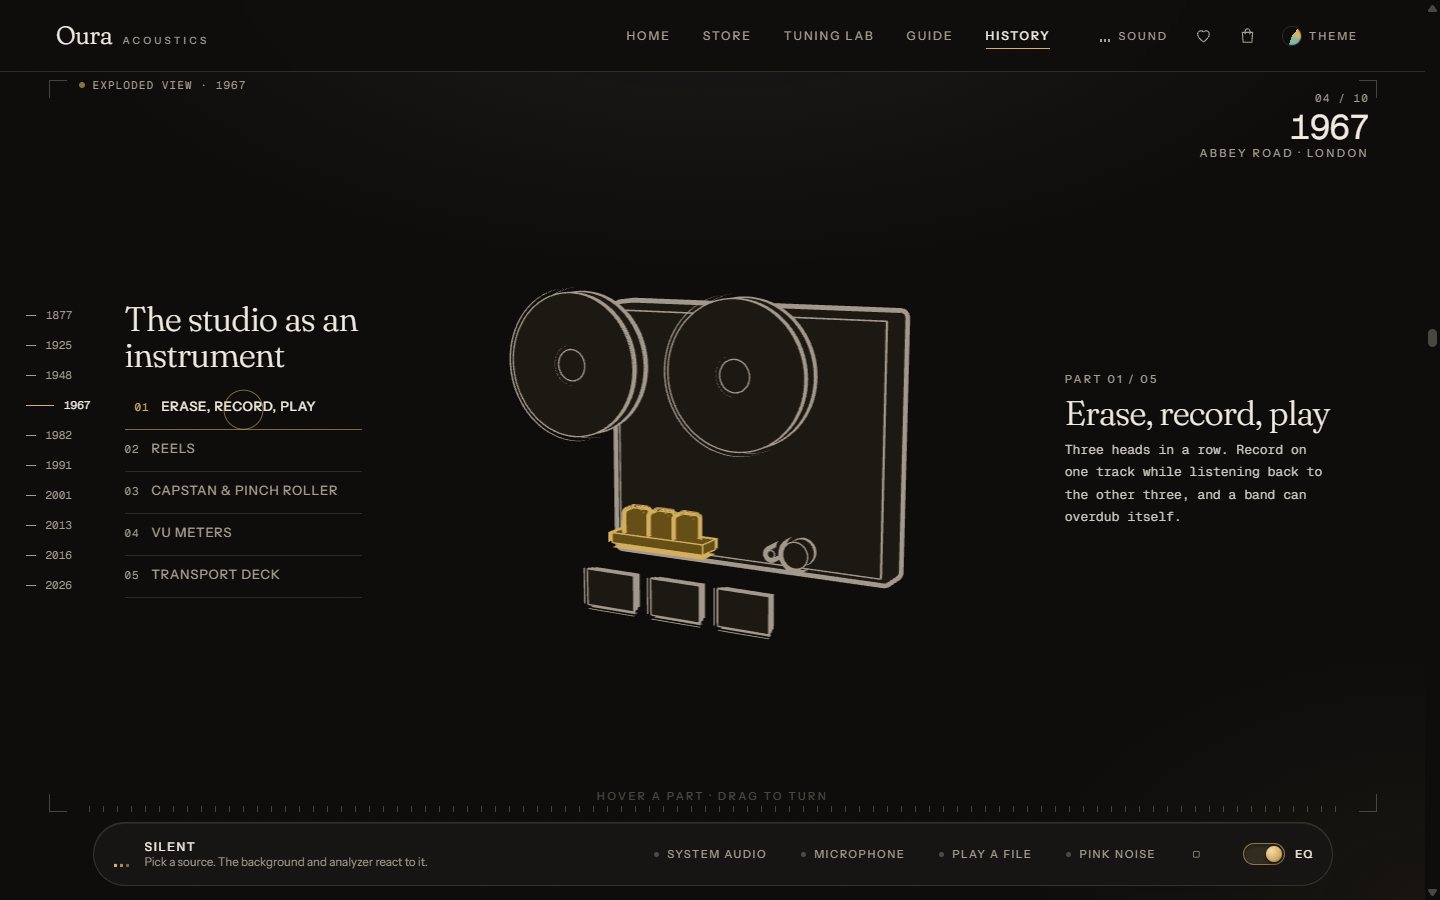 Oura ACOUSTICS
HOME STORE TUNING LAB GUIDE HISTORY SOUND THEME
EXPLODED VIEW · 1967
04 / 10
1967
ABBEY ROAD · LONDON
1877
1925
1948
1967
1982
1991
2001
2013
2016
2026
The studio as an
instrument
01 ERASE, RECORD, PLAY
02 REELS
03 CAPSTAN & PINCH ROLLER
04 VU METERS
05 TRANSPORT DECK
PART 01 / 05
Erase, record, play
Three heads in a row. Record on
one track while listening back to
the other three, and a band can
overdub itself.
HOVER A PART · DRAG TO TURN
SILENT
Pick a source. The background and analyzer react to it.
SYSTEM AUDIO MICROPHONE PLAY A FILE PINK NOISE EQ